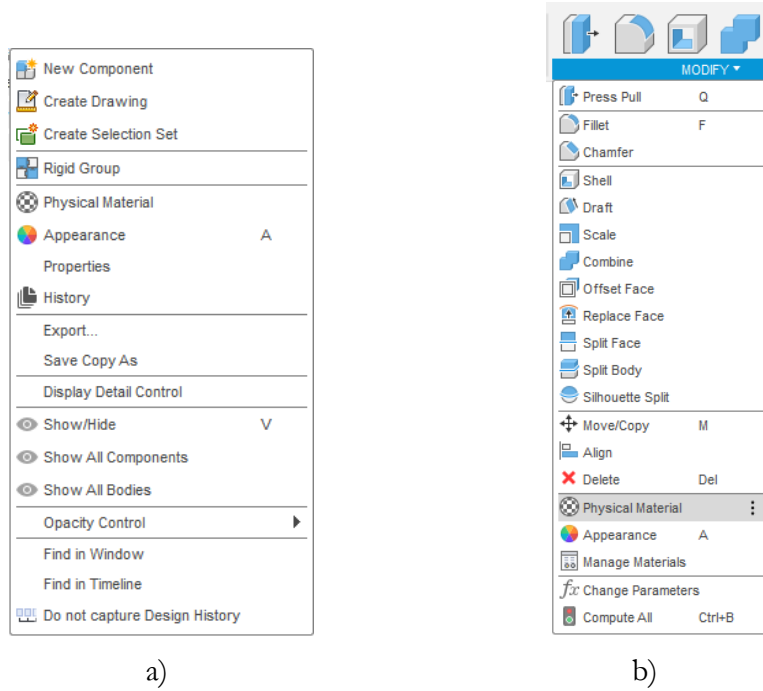 New Component
Create Drawing
Create Selection Set
Rigid Group
Physical Material
Appearance A
Properties
History
Export...
Save Copy As
Display Detail Control
Show/Hide V
Show All Components
Show All Bodies
Opacity Control
Find in Window
Find in Timeline
Do not capture Design History
a)
MODIFY
Press Pull Q
Fillet F
Chamfer
Shell
Draft
Scale
Combine
Offset Face
Replace Face
Split Face
Split Body
Silhouette Split
Move/Copy M
Align
Delete Del
Physical Material
Appearance A
Manage Materials
fx Change Parameters
Compute All Ctrl+B
b)